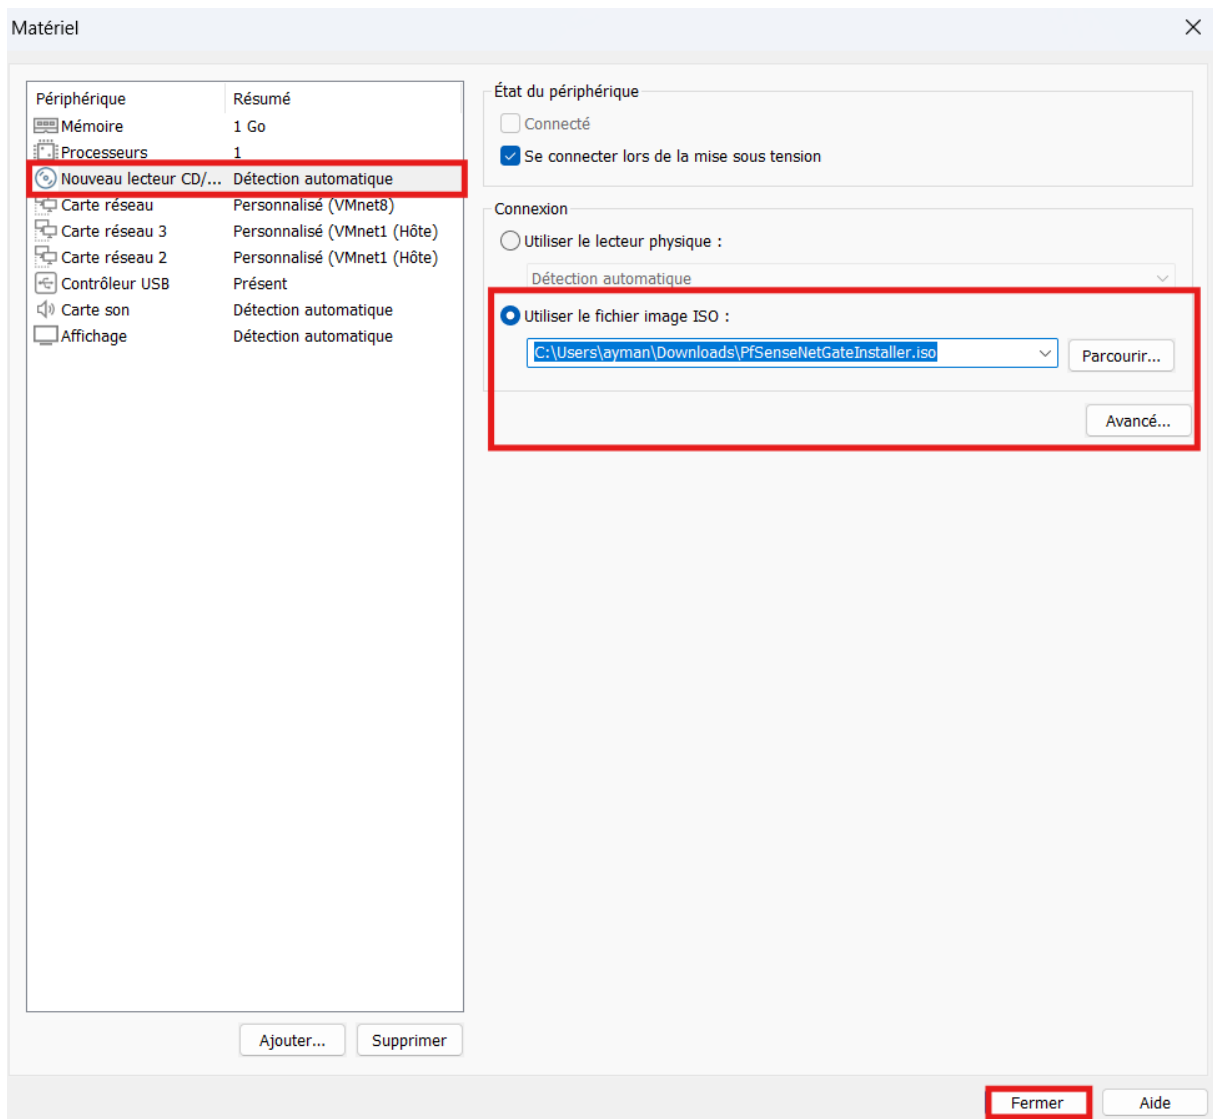 Matériel
Périphérique Résumé
Mémoire 1 Go
Processeurs 1
Nouveau lecteur CD/... Détection automatique
Carte réseau Personnalisé (VMnet8)
Carte réseau 3 Personnalisé (VMnet1 (Hôte)
Carte réseau 2 Personnalisé (VMnet1 (Hôte)
Contrôleur USB Présent
Carte son Détection automatique
Affichage Détection automatique
Ajouter... Supprimer
État du périphérique
Connecté
Se connecter lors de la mise sous tension
Connexion
Utiliser le lecteur physique :
Détection automatique
Utiliser le fichier image ISO :
C:\Users\ayman\Downloads\PfSenseNetGateInstaller.iso
Parcourir...
Avancé...
Fermer Aide